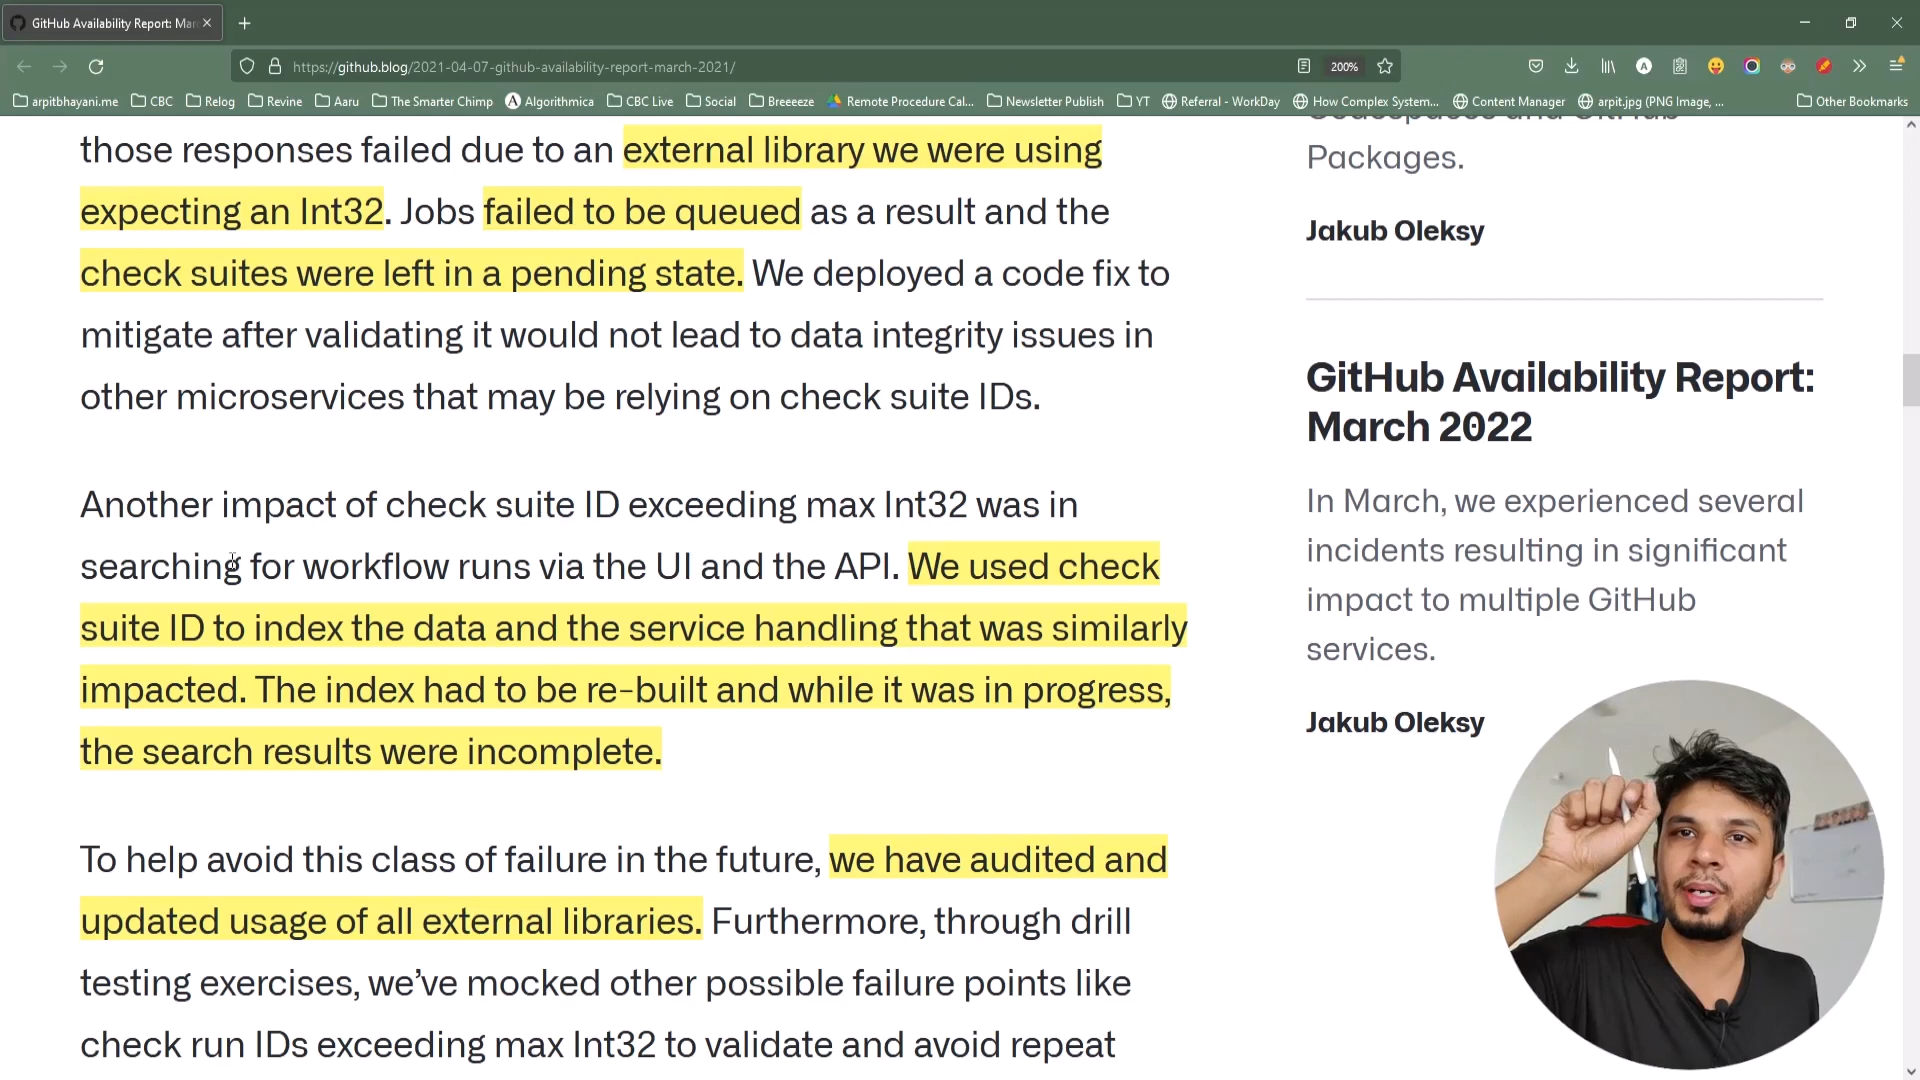 GitHub Availability Report: Mar
https://github.blog/2021-04-07-github-availability-report-march-2021/
200%
arpitbhayani.me CBC Relog Revine Aaru The Smarter Chimp Algorithmica CBC Live Social Breeeeze Remote Procedure Cal... Newsletter Publish YT Referral - WorkDay How Complex System... Content Manager arpit.jpg (PNG Image, ... Other Bookmarks
those responses failed due to an external library we were using
expecting an Int32. Jobs failed to be queued as a result and the
check suites were left in a pending state. We deployed a code fix to
mitigate after validating it would not lead to data integrity issues in
other microservices that may be relying on check suite IDs.
Another impact of check suite ID exceeding max Int32 was in
searching for workflow runs via the UI and the API. We used check
suite ID to index the data and the service handling that was similarly
impacted. The index had to be re-built and while it was in progress,
the search results were incomplete.
To help avoid this class of failure in the future, we have audited and
updated usage of all external libraries. Furthermore, through drill
testing exercises, we’ve mocked other possible failure points like
check run IDs exceeding max Int32 to validate and avoid repeat
Codespaces and GitHub
Packages.
Jakub Oleksy
GitHub Availability Report:
March 2022
In March, we experienced several
incidents resulting in significant
impact to multiple GitHub
services.
Jakub Oleksy